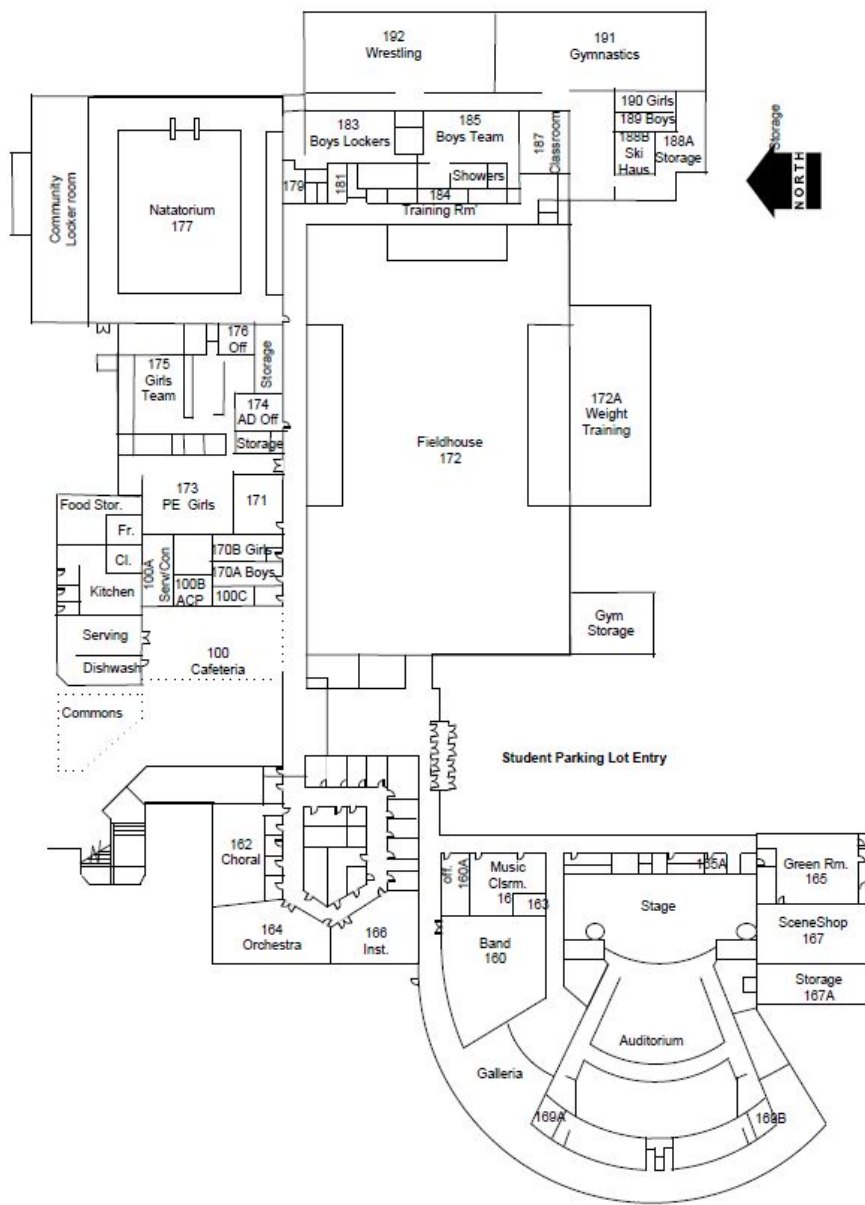 192
Wrestling
191
Gymnastics
190 Girls
189 Boys
188B
Ski
Haus
188A
Storage
Storage
NORTH
183
Boys Lockers
185
Boys Team
187
Classroom
Showers
179
181
184
Training Rm'
Community
Locker room
Natatorium
177
176
Off
Storage
175
Girls
Team
174
AD Off
Storage
172A
Weight
Training
Fieldhouse
172
173
PE Girls
171
Food Stor.
Fr.
Cl.
Kitchen
100A
Serv/Con
170B Girls
170A Boys
100B
ACP
100C
Gym
Storage
Serving
Dishwash
100
Cafeteria
Commons
Student Parking Lot Entry
162
Choral
164
Orchestra
166
Inst.
off.
160A
Music
Clsrm.
16
163
165A
Green Rm.
165
Stage
SceneShop
167
Band
160
Storage
167A
Auditorium
Galleria
169A
169B